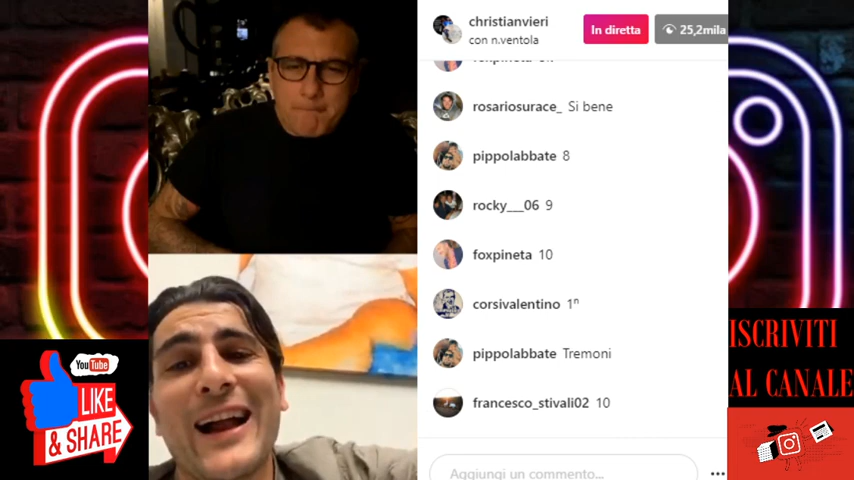 christianvieri
con n.ventola
In diretta
25,2mila
rosariosurace_ Si bene
pippolabbate 8
rocky___06 9
foxpineta 10
corsivalentino 1ⁿ
pippolabbate Tremoni
francesco_stivali02 10
Aggiungi un commento...
YouTube
LIKE
& SHARE
ISCRIVITI
AL CANALE